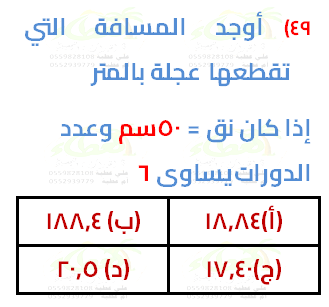 ٤٩) أوجد المسافة التي
تقطعها عجلة بالمتر
إذا كان نق = ٥٠سم وعدد
الدورات يساوى ٦
(أ) ١٨,٨٤ (ب) ١٨٨,٤
(ج) ١٧,٤٠ (د) ٢٠,٥